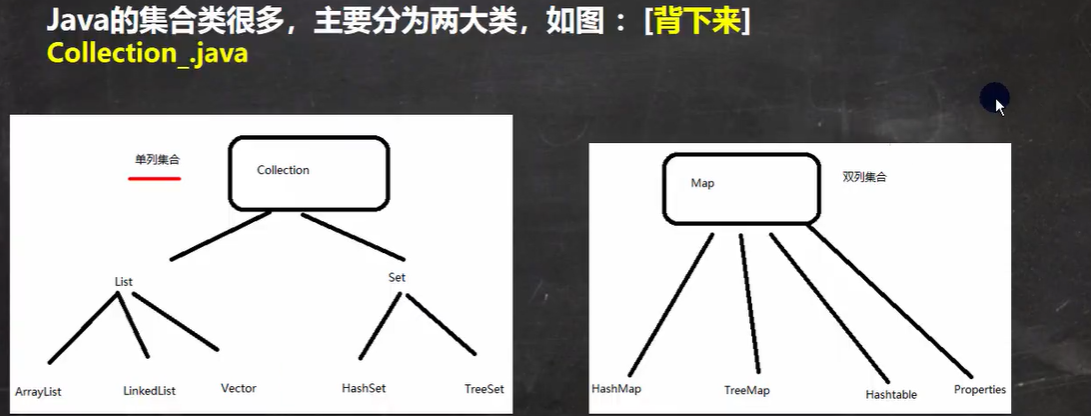 Java的集合类很多，主要分为两大类，如图 ：[背下来]
Collection_.java
单列集合
Collection
List
Set
ArrayList
LinkedList
Vector
HashSet
TreeSet
Map
双列集合
HashMap
TreeMap
Hashtable
Properties